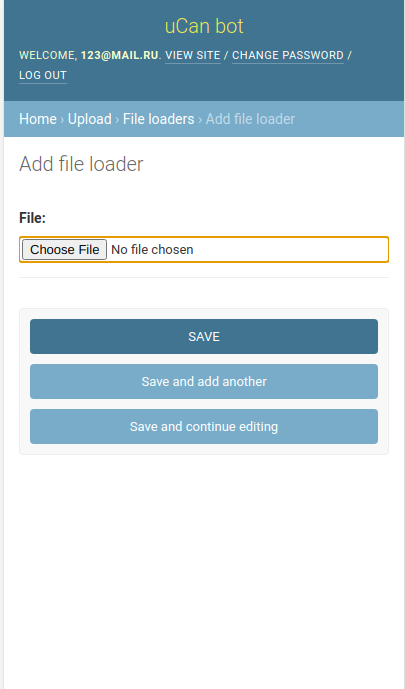 uCan bot
WELCOME, 123@MAIL.RU. VIEW SITE / CHANGE PASSWORD /
LOG OUT
Home › Upload › File loaders › Add file loader
Add file loader
File:
Choose File No file chosen
SAVE
Save and add another
Save and continue editing